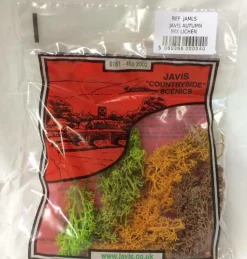 REF JAMLS
JAVIS AUTUMN
MIX LICHEN
JAVIS
"COUNTRYSIDE"
SCENICS
www.javis.co.uk